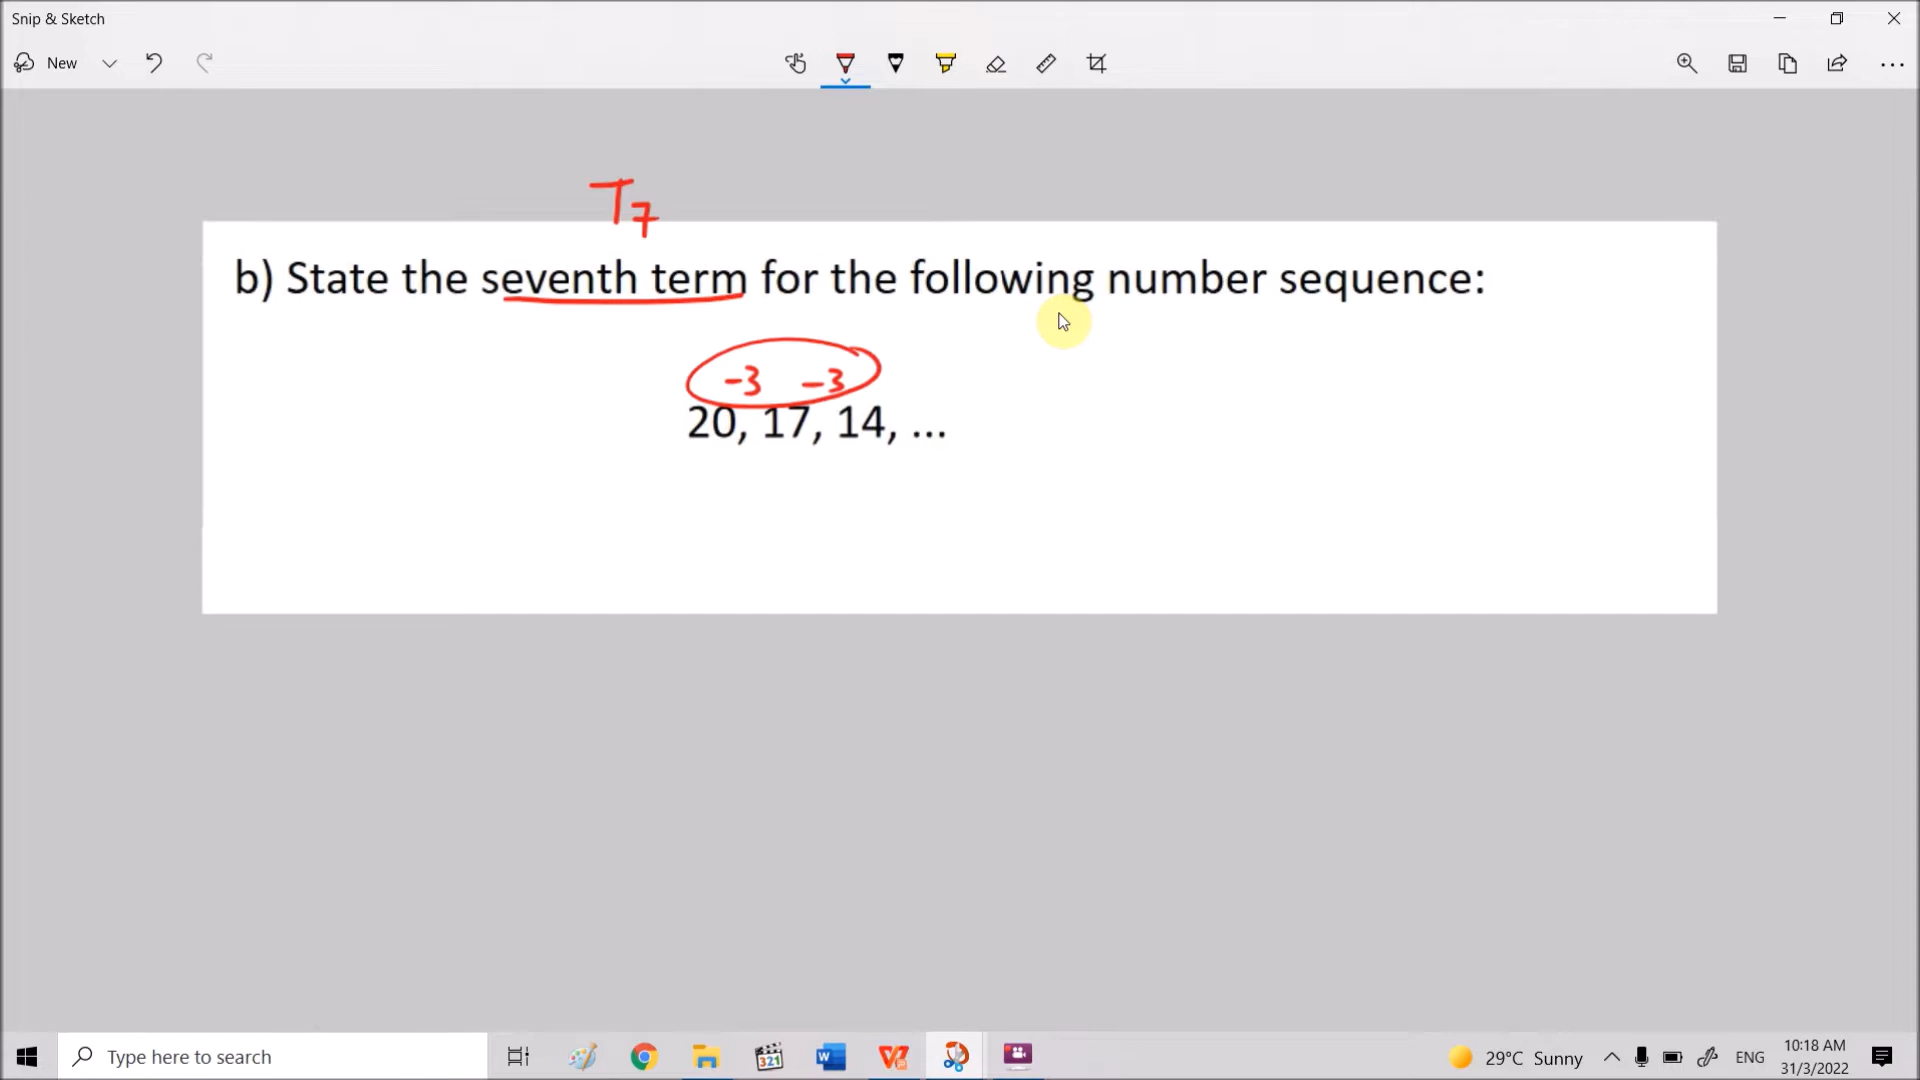 Snip & Sketch
New
T7
b) State the seventh term for the following number sequence:
-3 -3
20, 17, 14, ...
Type here to search
321
W
29°C Sunny
ENG
10:18 AM
31/3/2022